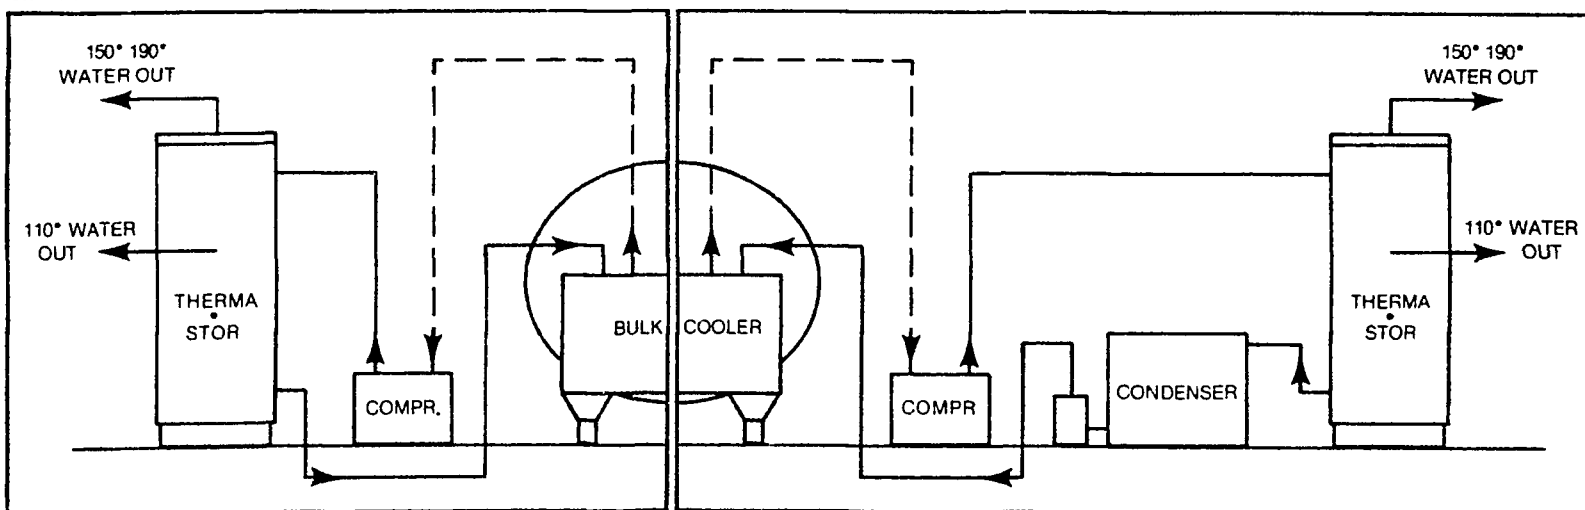 150° 190°
WATER OUT
110° WATER
OUT
THERMA
•
STOR
COMPR.
BULK COOLER
COMPR
CONDENSER
150° 190°
WATER OUT
110° WATER
OUT
THERMA
•
STOR